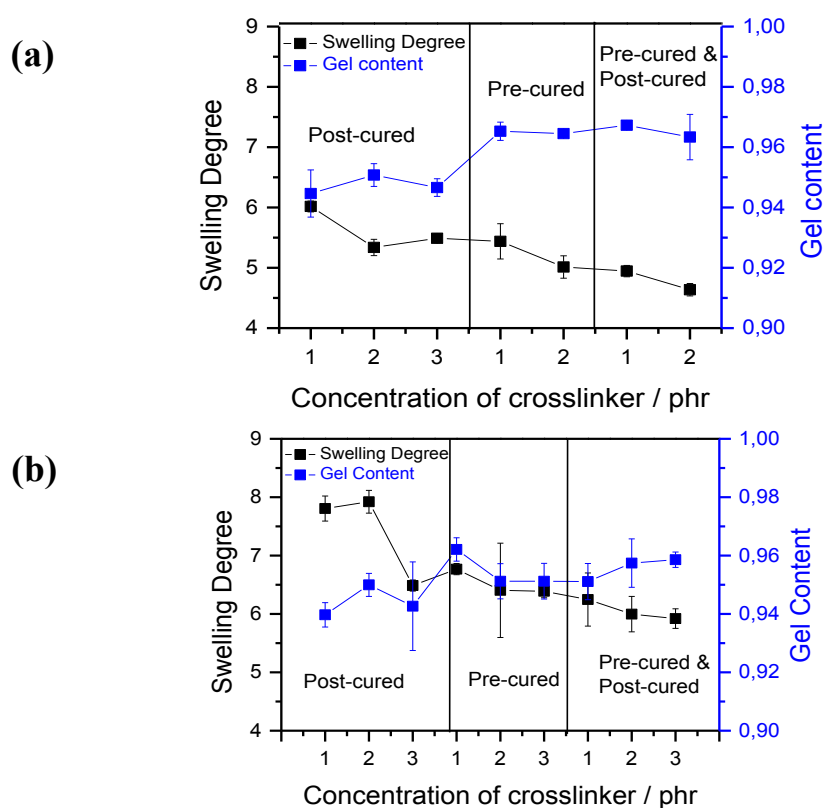 (a)
9
8
7
6
5
4
Swelling Degree
Swelling Degree
Gel content
Post-cured
Pre-cured
Pre-cured &
Post-cured
1,00
0,98
0,96
0,94
0,92
0,90
Gel content
1 2 3 1 2 1 2
Concentration of crosslinker / phr
(b)
9
8
7
6
5
4
Swelling Degree
Swelling Degree
Gel Content
Post-cured
Pre-cured
Pre-cured &
Post-cured
1,00
0,98
0,96
0,94
0,92
0,90
Gel Content
1 2 3 1 2 3 1 2 3
Concentration of crosslinker / phr